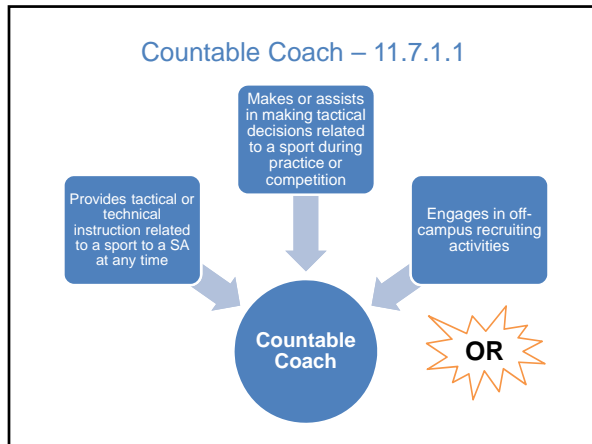 Countable Coach – 11.7.1.1
Makes or assists
in making tactical
decisions related
to a sport during
practice or
competition
Provides tactical or
technical
instruction related
to a sport to a SA
at any time
Engages in off-
campus recruiting
activities
Countable
Coach
OR